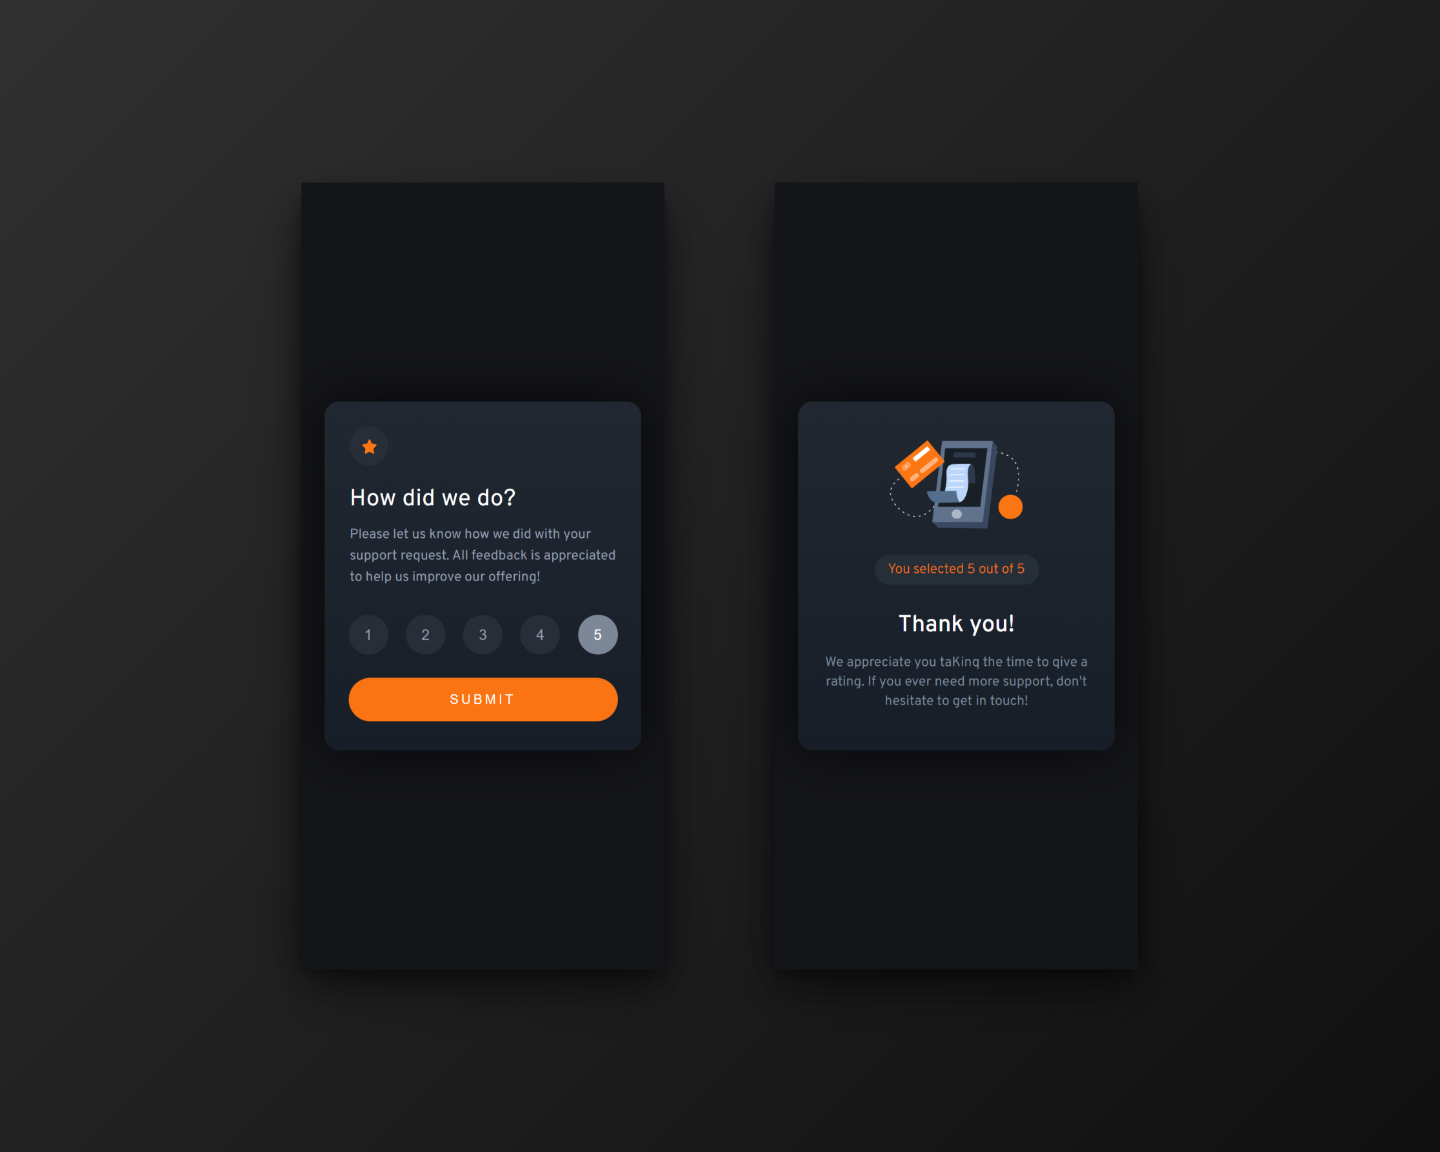 How did we do?
Please let us know how we did with your
support request. All feedback is appreciated
to help us improve our offering!
1 2 3 4 5
SUBMIT
You selected 5 out of 5
Thank you!
We appreciate you taKing the time to give a
rating. If you ever need more support, don't
hesitate to get in touch!